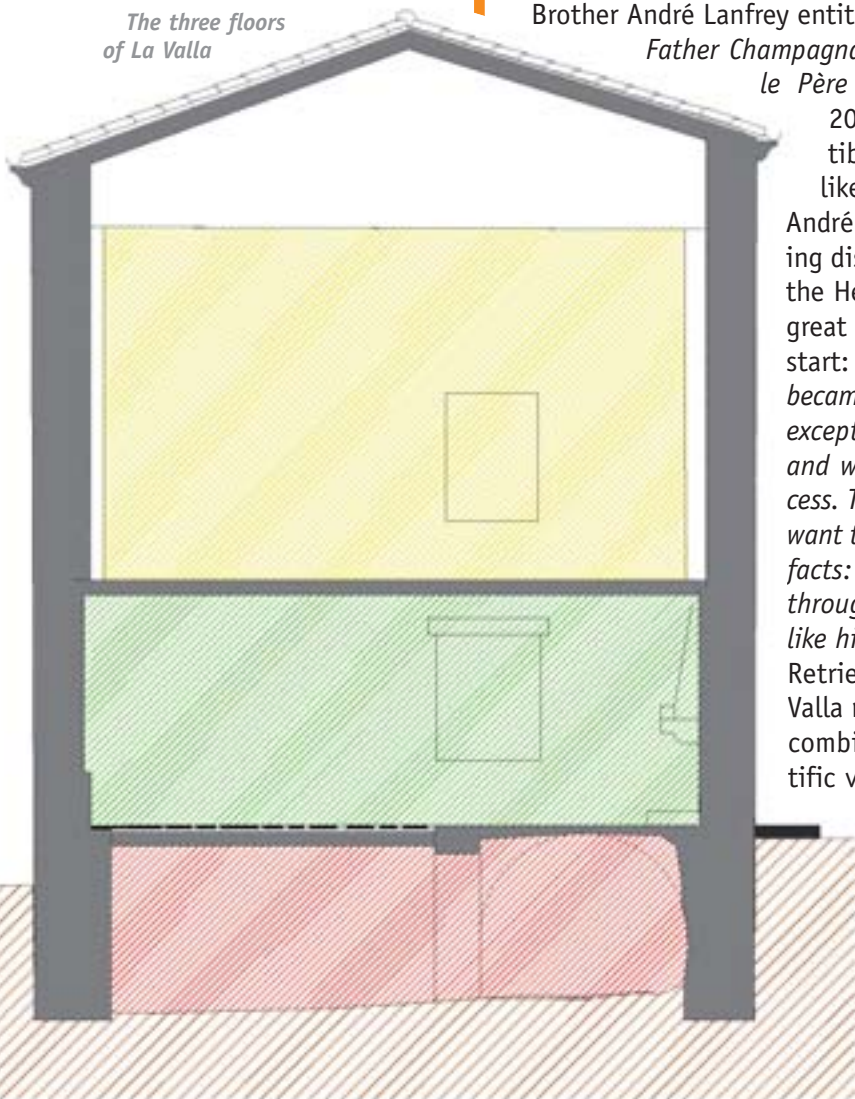 The three floors
of La Valla
Brother André Lanfrey entit
Father Champagna
le Père
20
tib
like
André
ing dis
the He
great
start:
becam
except
and w
cess. T
want t
facts:
throug
like hi
Retrie
Valla r
combi
tific v